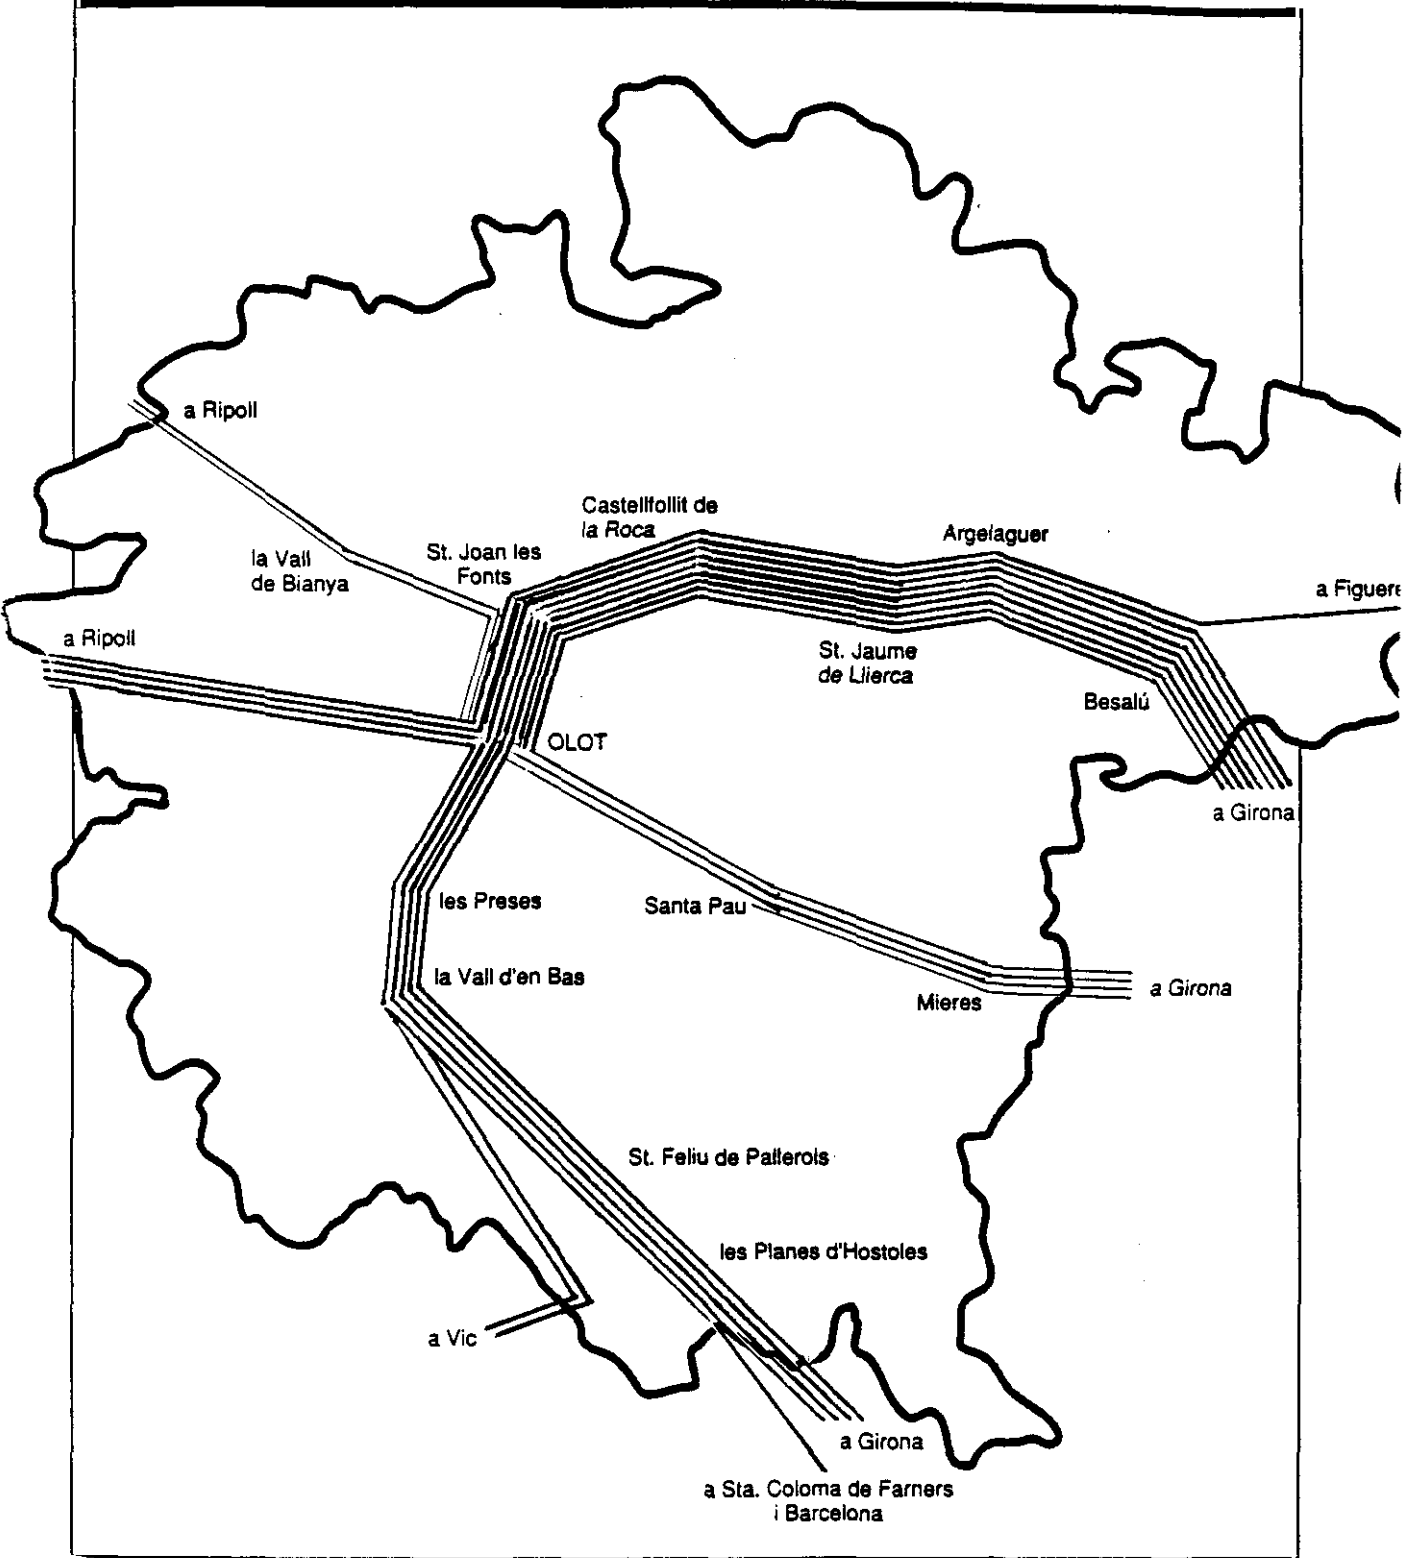 a Ripoll
Castellfollit de
la Roca
Argelaguer
St. Joan les
Fonts
la Vall
de Bianya
a Figuere
a Ripoll
St. Jaume
de Llierca
Besalú
OLOT
a Girona
les Preses
Santa Pau
la Vall d'en Bas
a Girona
Mieres
St. Feliu de Pallerols
les Planes d'Hostoles
a Vic
a Girona
a Sta. Coloma de Farners
i Barcelona